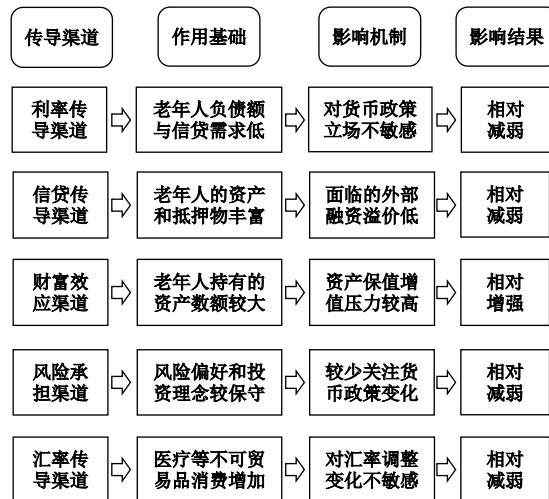 传导渠道 作用基础 影响机制 影响结果
利率传 老年人负债额 对货币政策 相对
导渠道 与信贷需求低 立场不敏感 减弱
信贷传 老年人的资产 面临的外部 相对
导渠道 和抵押物丰富 融资溢价低 减弱
财富效 老年人持有的 资产保值增 相对
应渠道 资产数额较大 值压力较高 增强
风险承 风险偏好和投 较少关注货 相对
担渠道 资理念较保守 币政策变化 减弱
汇率传 医疗等不可贸 对汇率调整 相对
导渠道 易品消费增加 变化不敏感 减弱